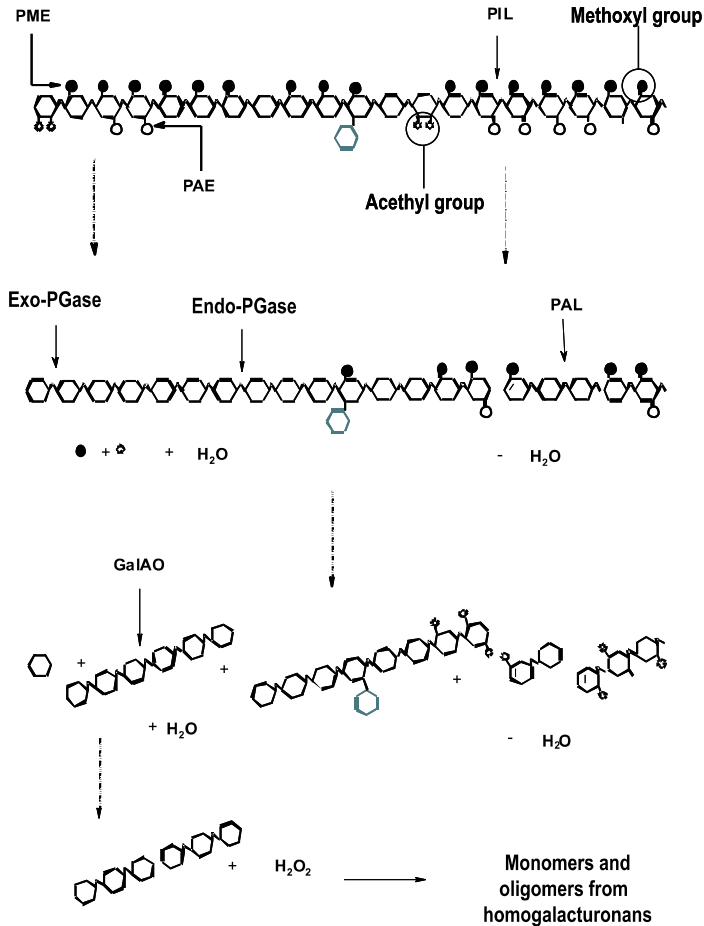 PME
PIL
Methoxyl group
PAE
Acethyl group
Exo-PGase
Endo-PGase
PAL
+ + H2O
- H2O
GalAO
+ + +
+ H2O
- H2O
+ H2O2
Monomers and
oligomers from
homogalacturonans